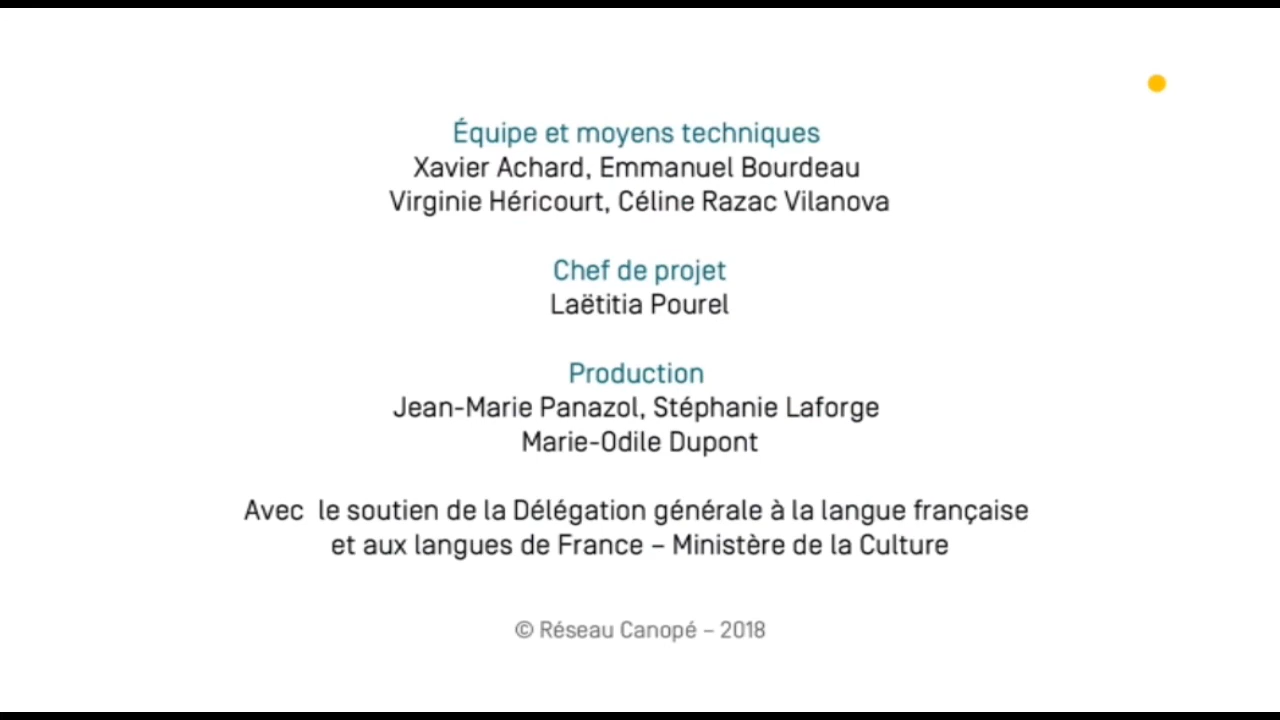 Équipe et moyens techniques
Xavier Achard, Emmanuel Bourdeau
Virginie Héricourt, Céline Razac Vilanova
Chef de projet
Laëtitia Pourel
Production
Jean-Marie Panazol, Stéphanie Laforge
Marie-Odile Dupont
Avec  le soutien de la Délégation générale à la langue française
et aux langues de France – Ministère de la Culture
© Réseau Canopé – 2018